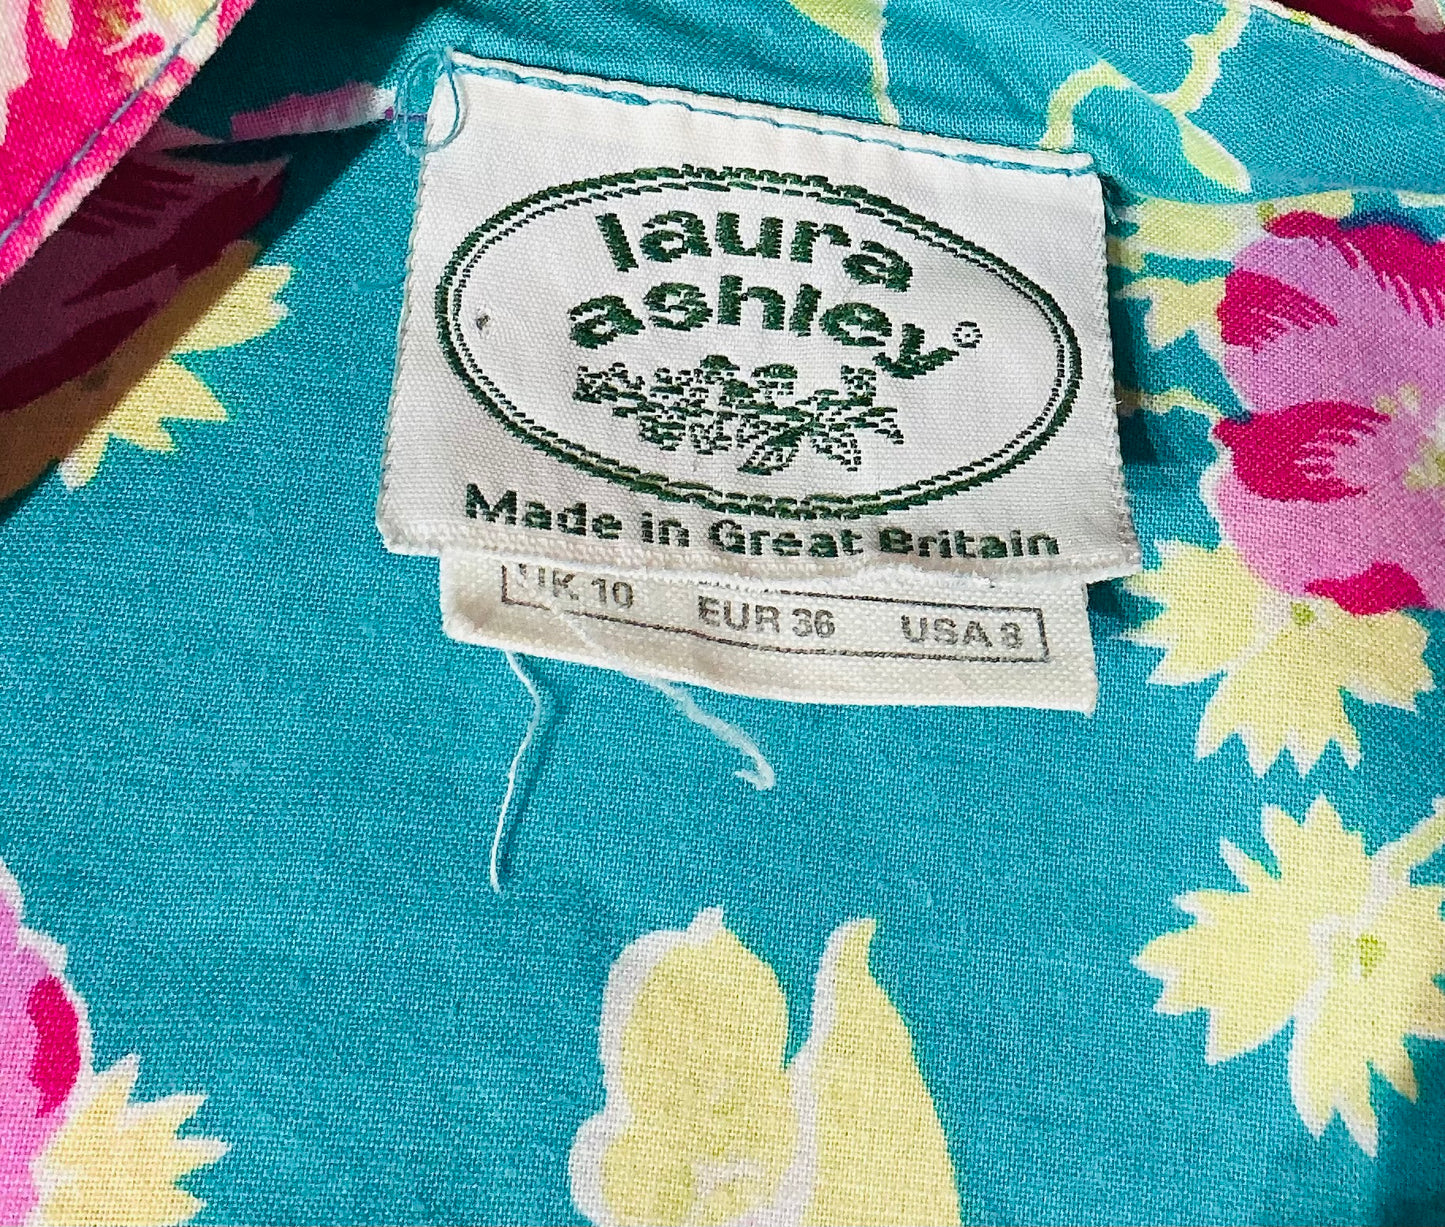 laura
ashley®
Made in Great Britain
UK 10 EUR 36 USA 8